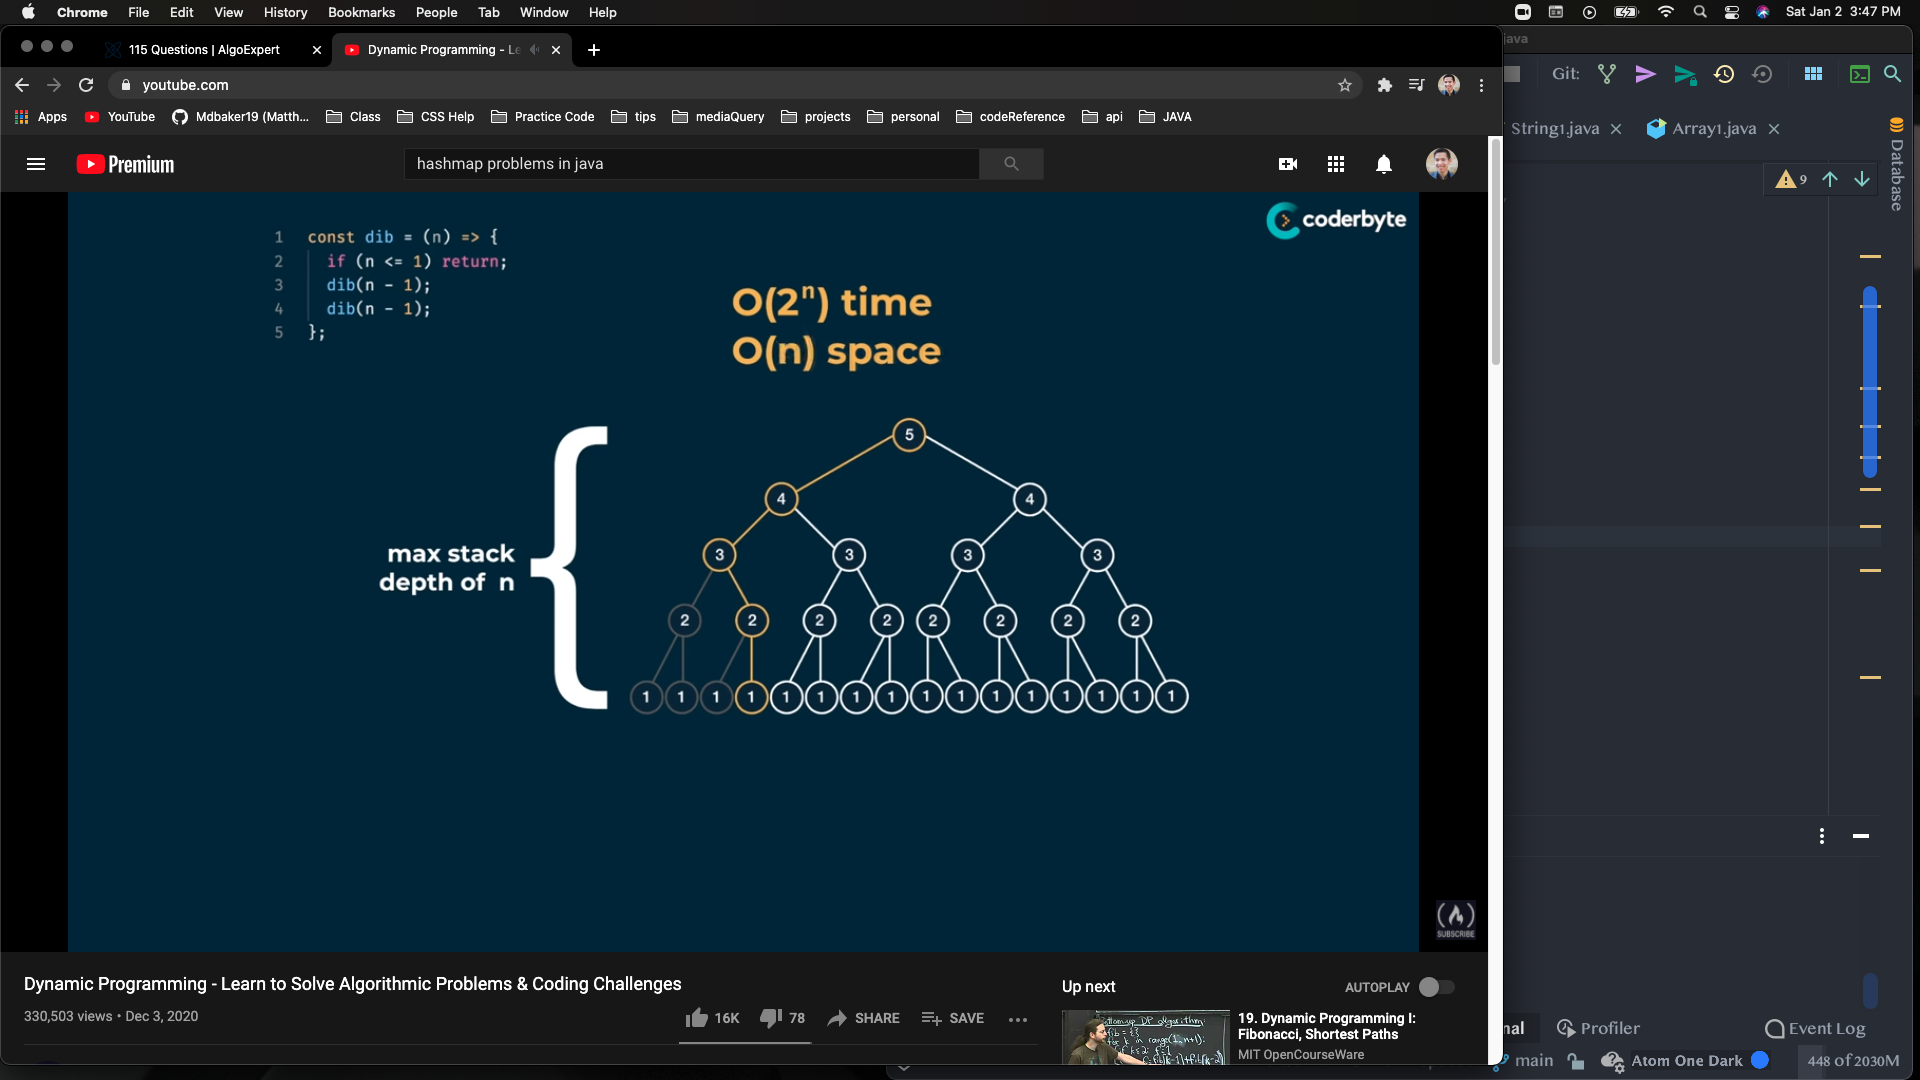 Chrome File Edit View History Bookmarks People Tab Window Help Sat Jan 2 3:47 PM
115 Questions | AlgoExpert
Dynamic Programming - Le
java
youtube.com
Git:
Apps YouTube Mdbaker19 (Matth... Class CSS Help Practice Code tips mediaQuery projects personal codeReference api JAVA
String1.java Array1.java
Premium
hashmap problems in java
9
Database
coderbyte
1 const dib = (n) => {
2 if (n <= 1) return;
3 dib(n - 1);
4 dib(n - 1);
5 };
O(2ⁿ) time
O(n) space
max stack
depth of n
5
4 4
3 3 3 3
2 2 2 2 2 2 2 2
1 1 1 1 1 1 1 1 1 1 1 1 1 1 1 1
SUBSCRIBE
Dynamic Programming - Learn to Solve Algorithmic Problems & Coding Challenges
330,503 views • Dec 3, 2020
16K 78 SHARE SAVE
Up next
AUTOPLAY
19. Dynamic Programming I:
Fibonacci, Shortest Paths
MIT OpenCourseWare
nal Profiler Event Log
main Atom One Dark 448 of 2030M